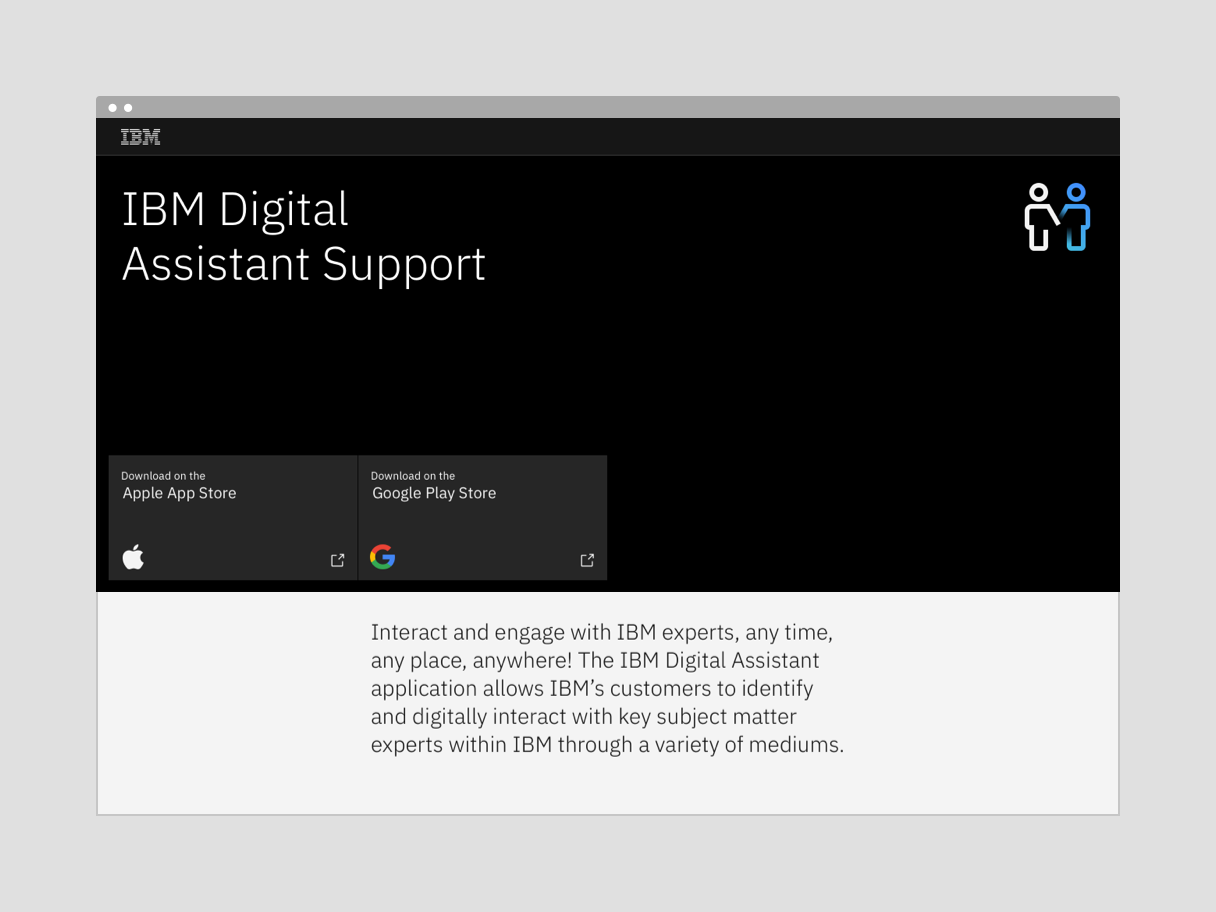 IBM
IBM Digital
Assistant Support
Download on the
Apple App Store
Download on the
Google Play Store
Interact and engage with IBM experts, any time,
any place, anywhere! The IBM Digital Assistant
application allows IBM’s customers to identify
and digitally interact with key subject matter
experts within IBM through a variety of mediums.